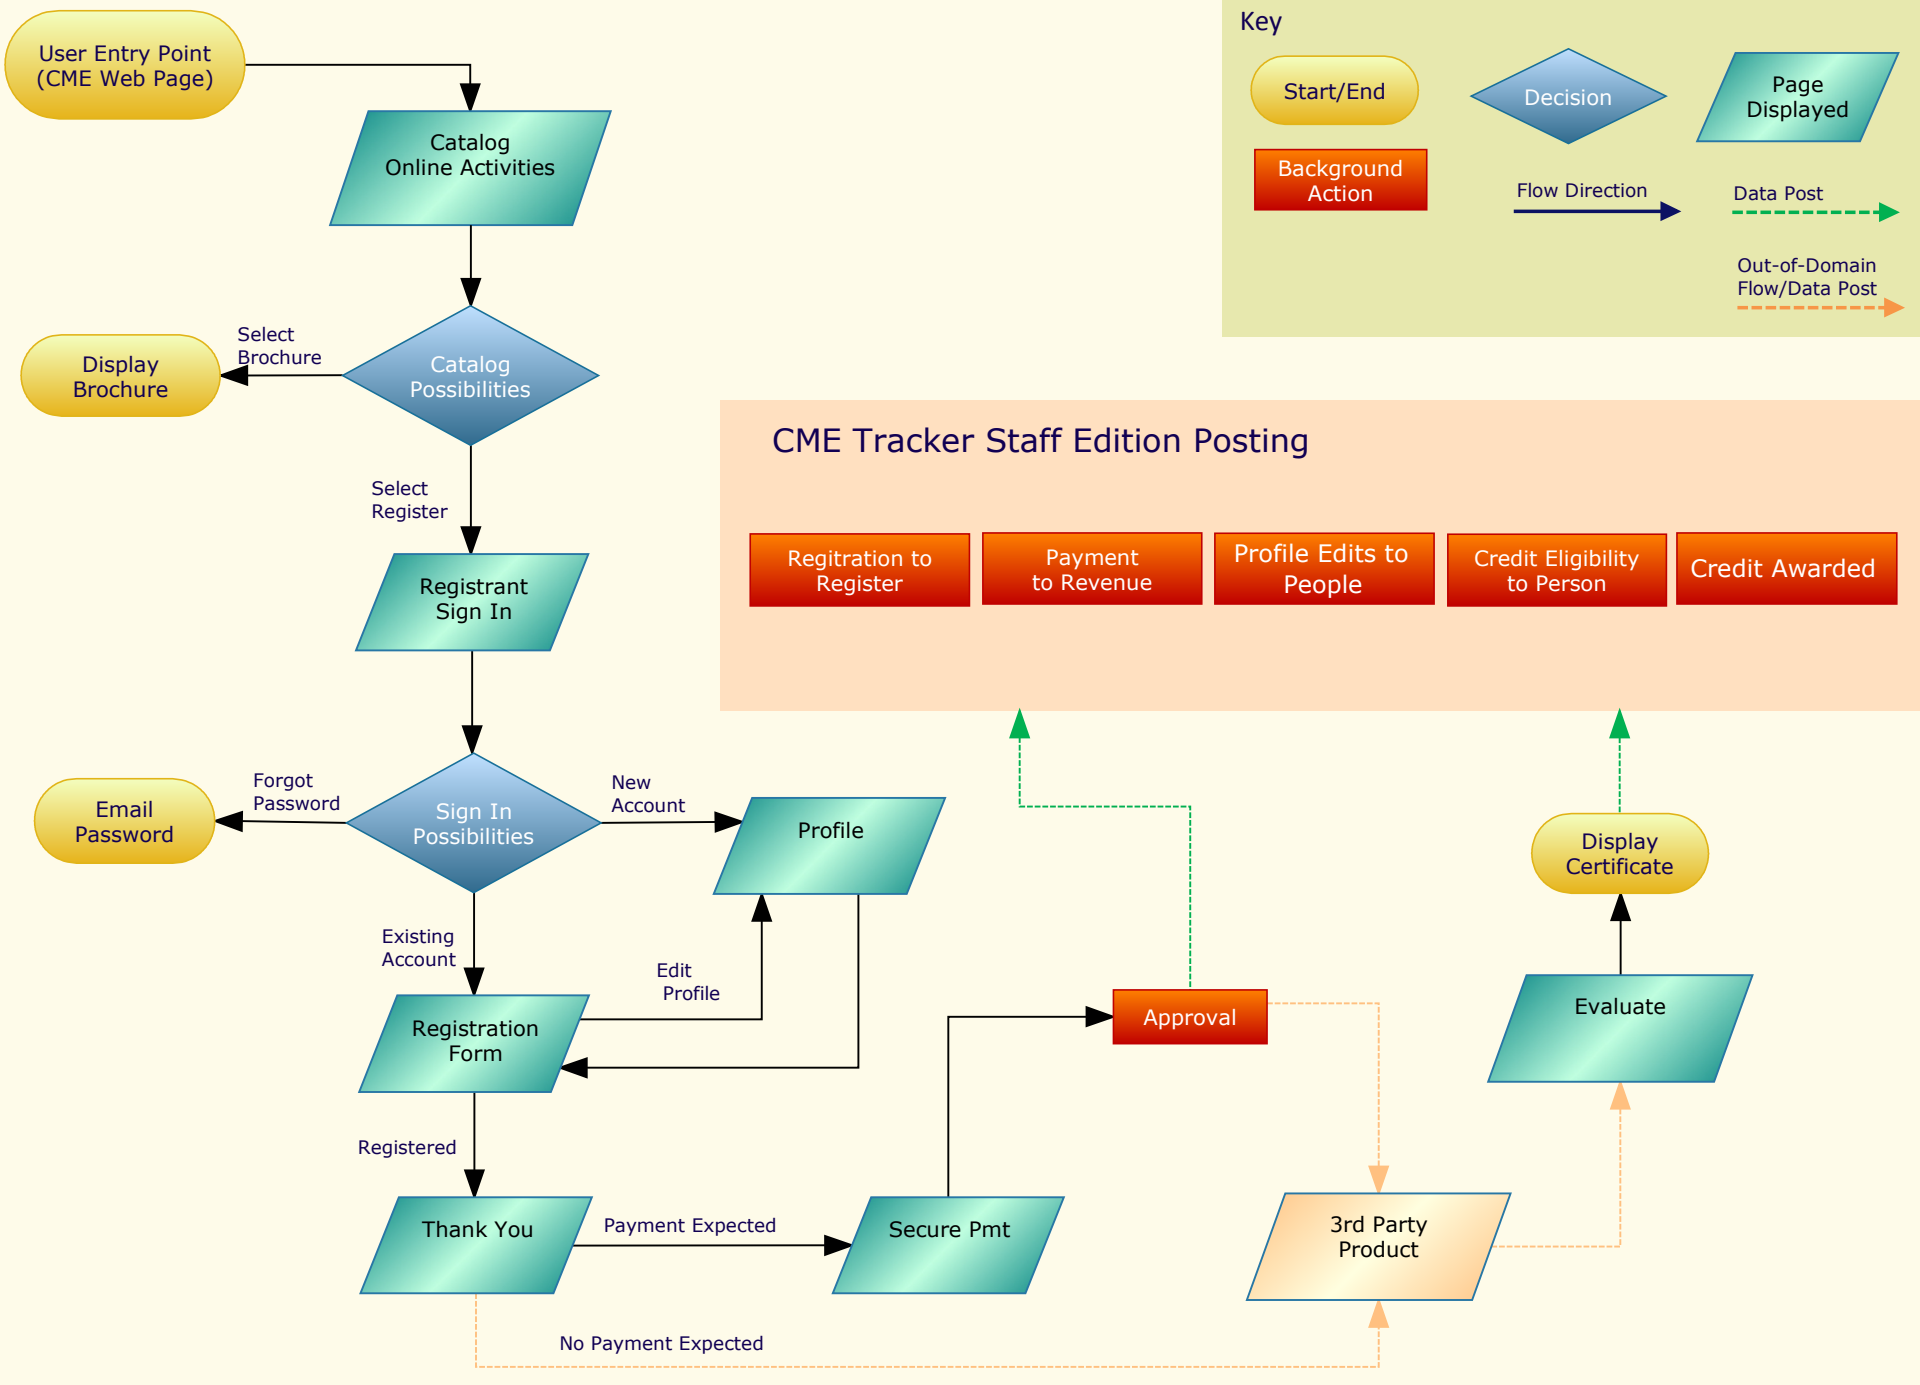 User Entry Point
(CME Web Page)
Key
Start/End
Decision
Page
Displayed
Background
Action
Flow Direction
Data Post
Out-of-Domain
Flow/Data Post
Catalog
Online Activities
Select
Brochure
Display
Brochure
Catalog
Possibilities
Select
Register
CME Tracker Staff Edition Posting
Regitration to
Register
Payment
to Revenue
Profile Edits to
People
Credit Eligibility
to Person
Credit Awarded
Registrant
Sign In
Forgot
Password
Email
Password
Sign In
Possibilities
New
Account
Profile
Display
Certificate
Existing
Account
Edit
Profile
Registration
Form
Approval
Evaluate
Registered
Thank You
Payment Expected
Secure Pmt
3rd Party
Product
No Payment Expected